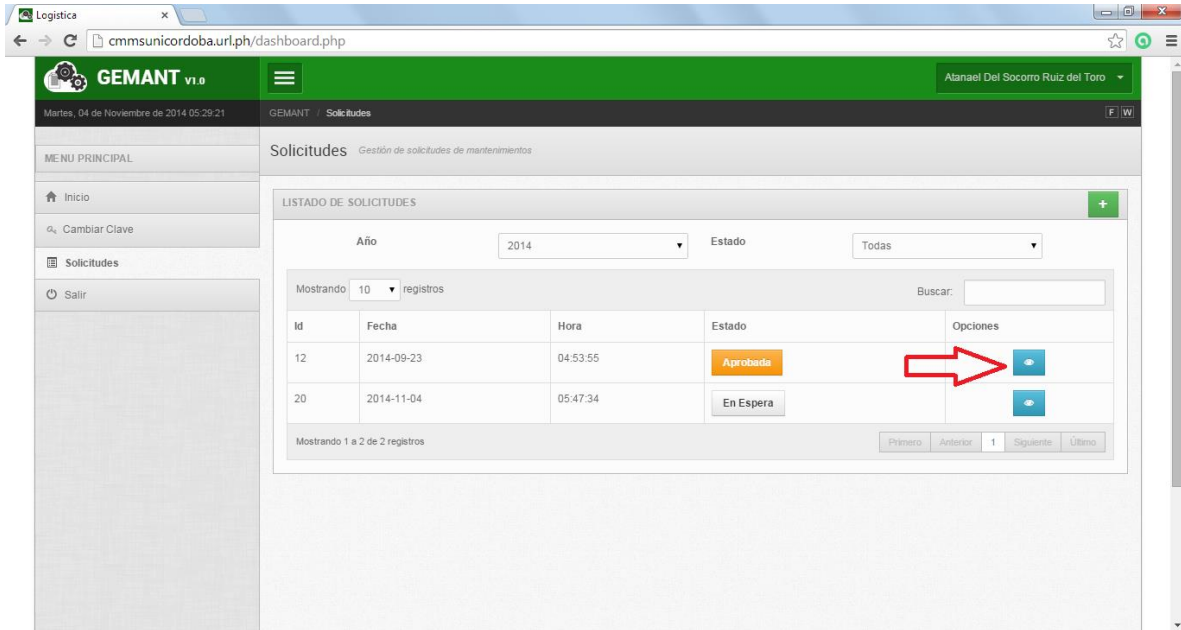 Logistica
cmmsunicordoba.url.ph/dashboard.php
GEMANT V1.0
Atanael Del Socorro Ruiz del Toro
Martes, 04 de Noviembre de 2014 05:29:21
GEMANT / Solicitudes
F W
MENU PRINCIPAL
Inicio
Cambiar Clave
Solicitudes
Salir
Solicitudes Gestión de solicitudes de mantenimientos
LISTADO DE SOLICITUDES
+
Año 2014 Estado Todas
Mostrando 10 registros Buscar:
Id Fecha Hora Estado Opciones
12 2014-09-23 04:53:55 Aprobada
20 2014-11-04 05:47:34 En Espera
Mostrando 1 a 2 de 2 registros Primero Anterior 1 Siguiente Último